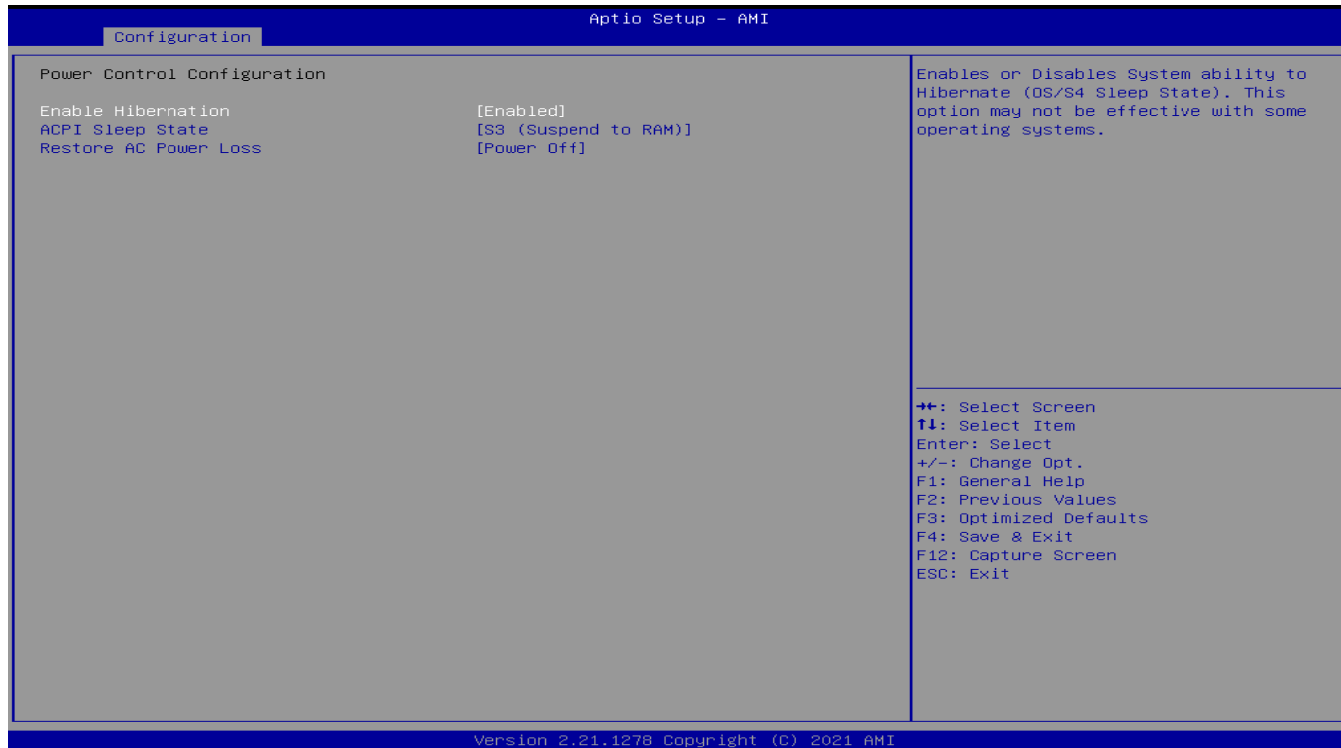 Aptio Setup – AMI
Configuration
Power Control Configuration
Enable Hibernation [Enabled]
ACPI Sleep State [S3 (Suspend to RAM)]
Restore AC Power Loss [Power Off]
Enables or Disables System ability to
Hibernate (OS/S4 Sleep State). This
option may not be effective with some
operating systems.
→←: Select Screen
↑↓: Select Item
Enter: Select
+/-: Change Opt.
F1: General Help
F2: Previous Values
F3: Optimized Defaults
F4: Save & Exit
F12: Capture Screen
ESC: Exit
Version 2.21.1278 Copyright (C) 2021 AMI